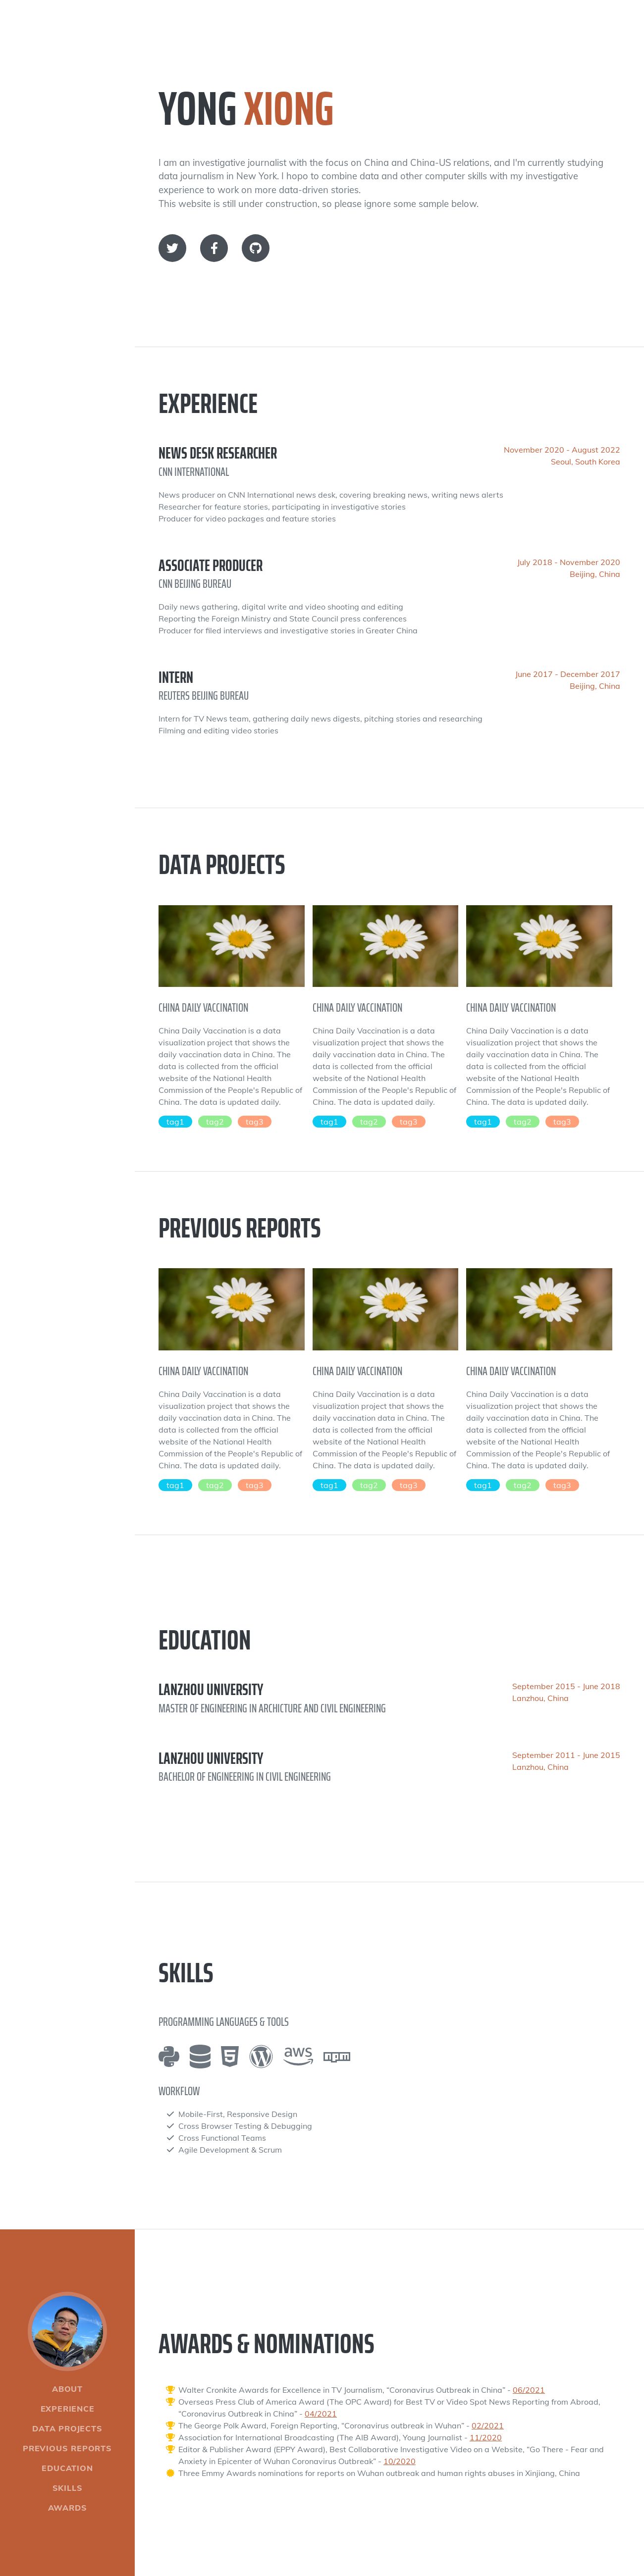 YONG XIONG
I am an investigative journalist with the focus on China and China-US relations, and I'm currently studying
data journalism in New York. I hopo to combine data and other computer skills with my investigative
experience to work on more data-driven stories.
This website is still under construction, so please ignore some sample below.
EXPERIENCE
NEWS DESK RESEARCHER
November 2020 - August 2022
CNN INTERNATIONAL
Seoul, South Korea
News producer on CNN International news desk, covering breaking news, writing news alerts
Researcher for feature stories, participating in investigative stories
Producer for video packages and feature stories
ASSOCIATE PRODUCER
July 2018 - November 2020
CNN BEIJING BUREAU
Beijing, China
Daily news gathering, digital write and video shooting and editing
Reporting the Foreign Ministry and State Council press conferences
Producer for filed interviews and investigative stories in Greater China
INTERN
June 2017 - December 2017
REUTERS BEIJING BUREAU
Beijing, China
Intern for TV News team, gathering daily news digests, pitching stories and researching
Filming and editing video stories
DATA PROJECTS
CHINA DAILY VACCINATION
China Daily Vaccination is a data
visualization project that shows the
daily vaccination data in China. The
data is collected from the official
website of the National Health
Commission of the People's Republic of
China. The data is updated daily.
tag1 tag2 tag3
CHINA DAILY VACCINATION
China Daily Vaccination is a data
visualization project that shows the
daily vaccination data in China. The
data is collected from the official
website of the National Health
Commission of the People's Republic of
China. The data is updated daily.
tag1 tag2 tag3
CHINA DAILY VACCINATION
China Daily Vaccination is a data
visualization project that shows the
daily vaccination data in China. The
data is collected from the official
website of the National Health
Commission of the People's Republic of
China. The data is updated daily.
tag1 tag2 tag3
PREVIOUS REPORTS
CHINA DAILY VACCINATION
China Daily Vaccination is a data
visualization project that shows the
daily vaccination data in China. The
data is collected from the official
website of the National Health
Commission of the People's Republic of
China. The data is updated daily.
tag1 tag2 tag3
CHINA DAILY VACCINATION
China Daily Vaccination is a data
visualization project that shows the
daily vaccination data in China. The
data is collected from the official
website of the National Health
Commission of the People's Republic of
China. The data is updated daily.
tag1 tag2 tag3
CHINA DAILY VACCINATION
China Daily Vaccination is a data
visualization project that shows the
daily vaccination data in China. The
data is collected from the official
website of the National Health
Commission of the People's Republic of
China. The data is updated daily.
tag1 tag2 tag3
EDUCATION
LANZHOU UNIVERSITY
September 2015 - June 2018
MASTER OF ENGINEERING IN ARCHICTURE AND CIVIL ENGINEERING
Lanzhou, China
LANZHOU UNIVERSITY
September 2011 - June 2015
BACHELOR OF ENGINEERING IN CIVIL ENGINEERING
Lanzhou, China
SKILLS
PROGRAMMING LANGUAGES & TOOLS
aws npm
WORKFLOW
Mobile-First, Responsive Design
Cross Browser Testing & Debugging
Cross Functional Teams
Agile Development & Scrum
ABOUT
EXPERIENCE
DATA PROJECTS
PREVIOUS REPORTS
EDUCATION
SKILLS
AWARDS
AWARDS & NOMINATIONS
Walter Cronkite Awards for Excellence in TV Journalism, "Coronavirus Outbreak in China" - 06/2021
Overseas Press Club of America Award (The OPC Award) for Best TV or Video Spot News Reporting from Abroad,
"Coronavirus Outbreak in China" - 04/2021
The George Polk Award, Foreign Reporting, "Coronavirus outbreak in Wuhan" - 02/2021
Association for International Broadcasting (The AIB Award), Young Journalist - 11/2020
Editor & Publisher Award (EPPY Award), Best Collaborative Investigative Video on a Website, "Go There - Fear and
Anxiety in Epicenter of Wuhan Coronavirus Outbreak" - 10/2020
Three Emmy Awards nominations for reports on Wuhan outbreak and human rights abuses in Xinjiang, China